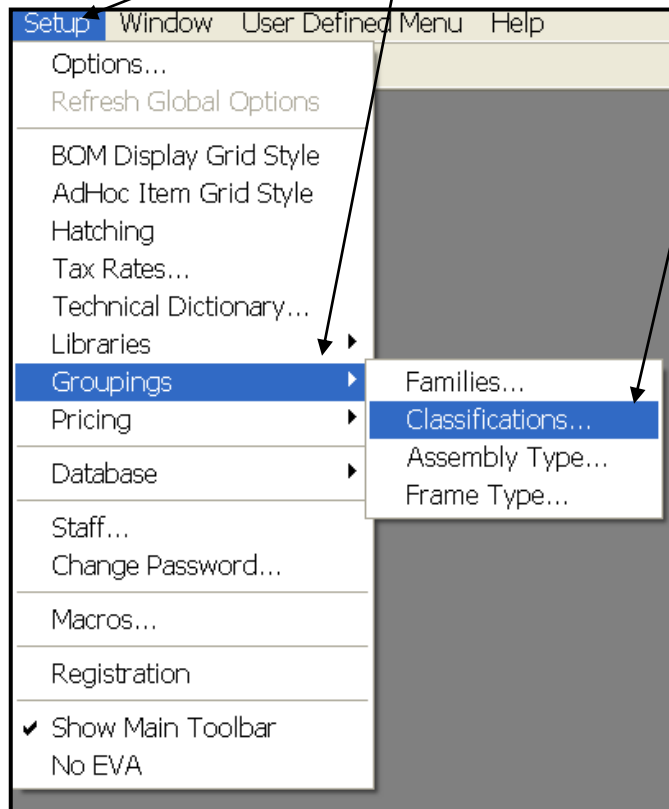 Setup Window User Defined Menu Help
Options...
Refresh Global Options
BOM Display Grid Style
AdHoc Item Grid Style
Hatching
Tax Rates...
Technical Dictionary...
Libraries
Groupings
Pricing
Database
Staff...
Change Password...
Macros...
Registration
Show Main Toolbar
No EVA
Families...
Classifications...
Assembly Type...
Frame Type...